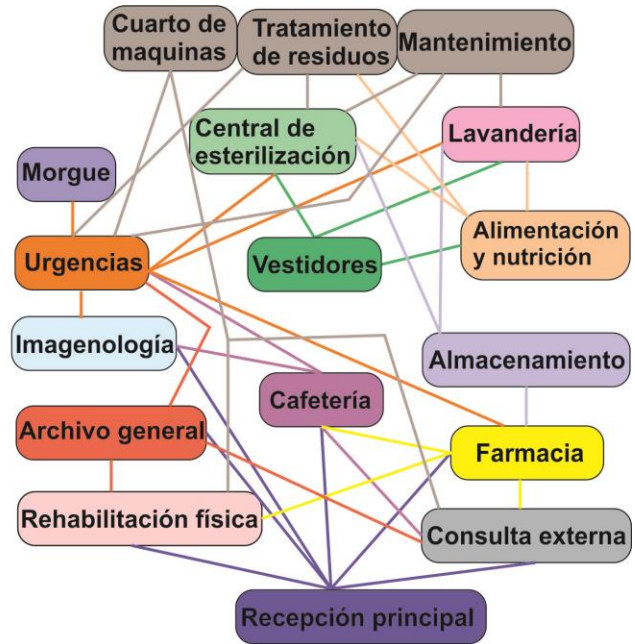 Cuarto de
maquinas
Tratamiento
de residuos
Mantenimiento
Central de
esterilización
Lavandería
Morgue
Urgencias
Vestidores
Alimentación
y nutrición
Imagenología
Almacenamiento
Cafetería
Archivo general
Farmacia
Rehabilitación física
Consulta externa
Recepción principal